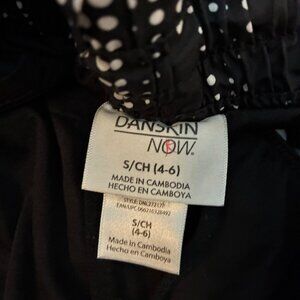 DANSKIN
NOW.
S/CH (4-6)
MADE IN CAMBODIA
HECHO EN CAMBOYA
S/CH
(4-6)
Made In Cambodia
Hecho En Camboya